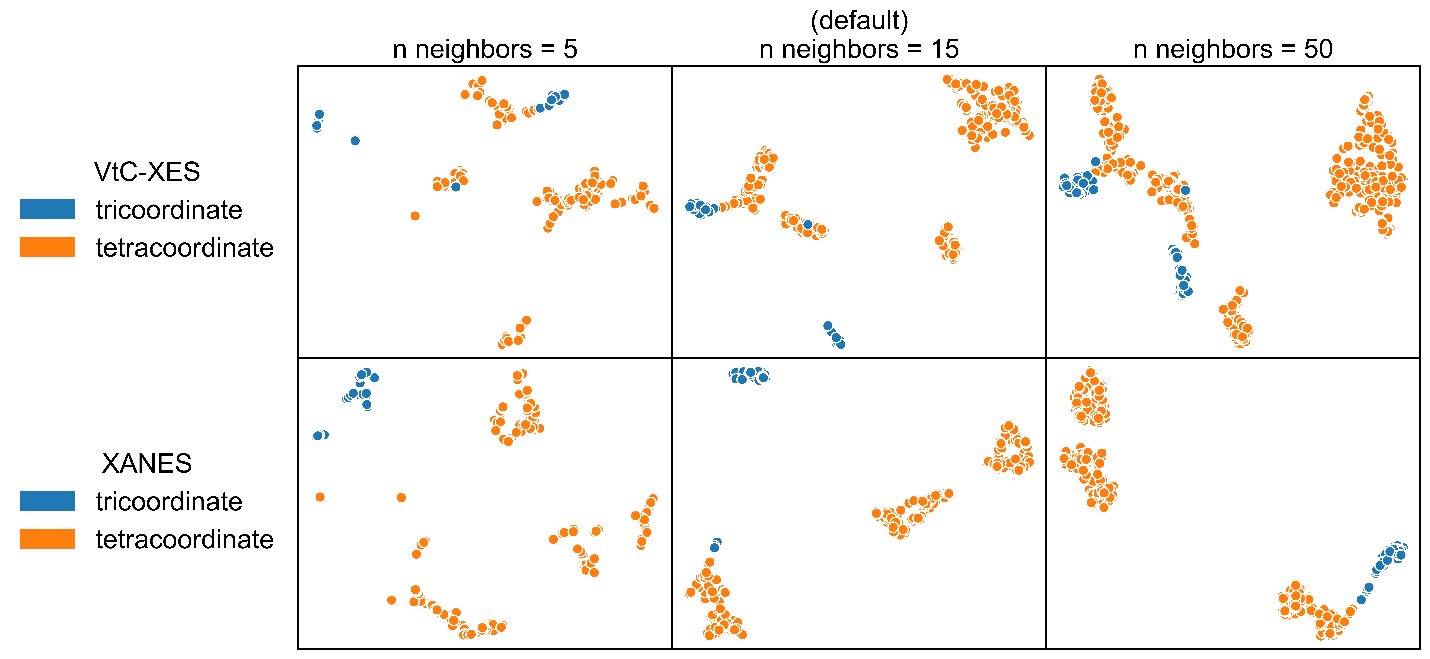 (default)
n neighbors = 5
n neighbors = 15
n neighbors = 50
VtC-XES
tricoordinate
tetracoordinate
XANES
tricoordinate
tetracoordinate